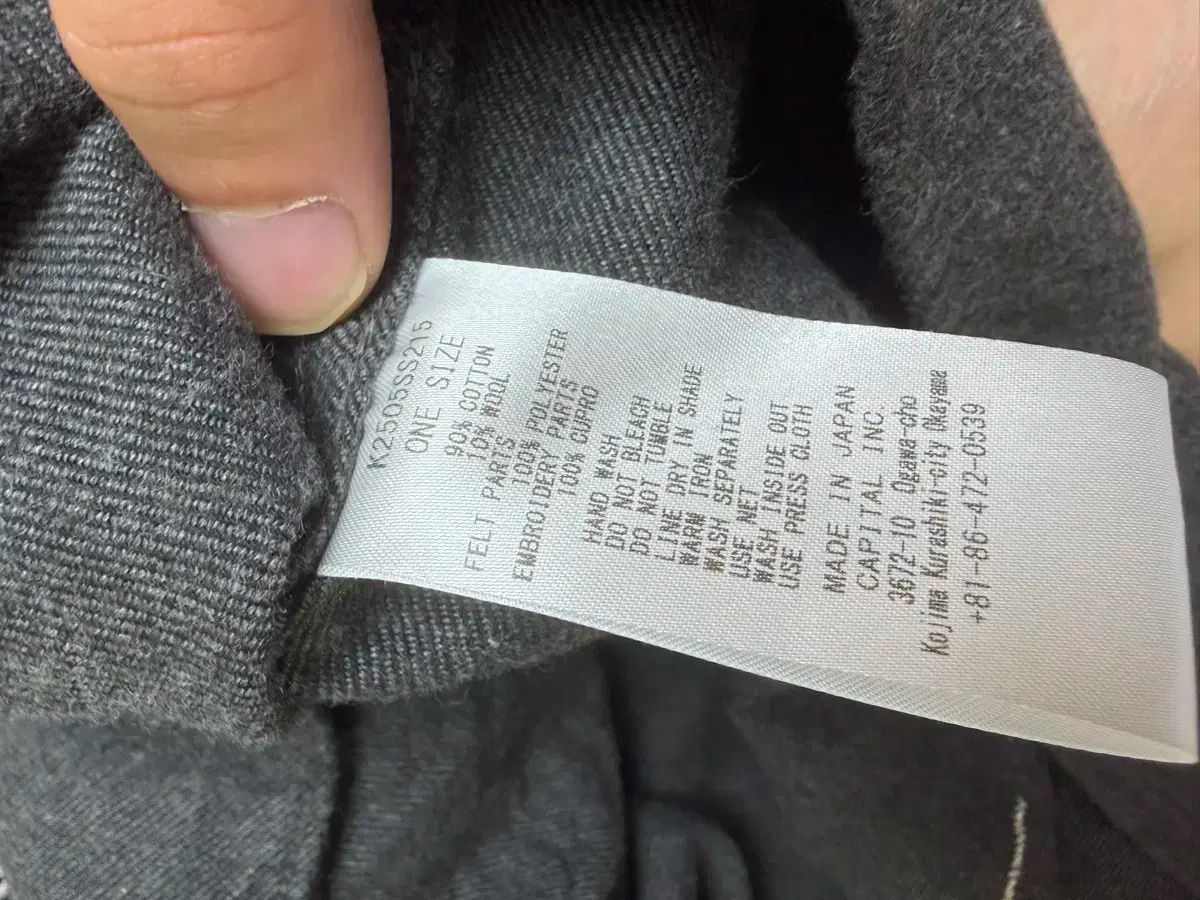 K2505SS215
ONE SIZE
90% COTTON
10% WOOL
FELT PARTS
100% POLYESTER
EMBROIDERY PARTS
100% CUPRO
HAND WASH
DO NOT BLEACH
DO NOT TUMBLE
LINE DRY IN SHADE
WARM IRON
WASH SEPARATELY
USE NET
WASH INSIDE OUT
USE PRESS CLOTH
MADE IN JAPAN
CAPITAL INC.
3672-10 Ogawa-cho
Kojima Kurashiki-city Okayama
+81-86-472-0539